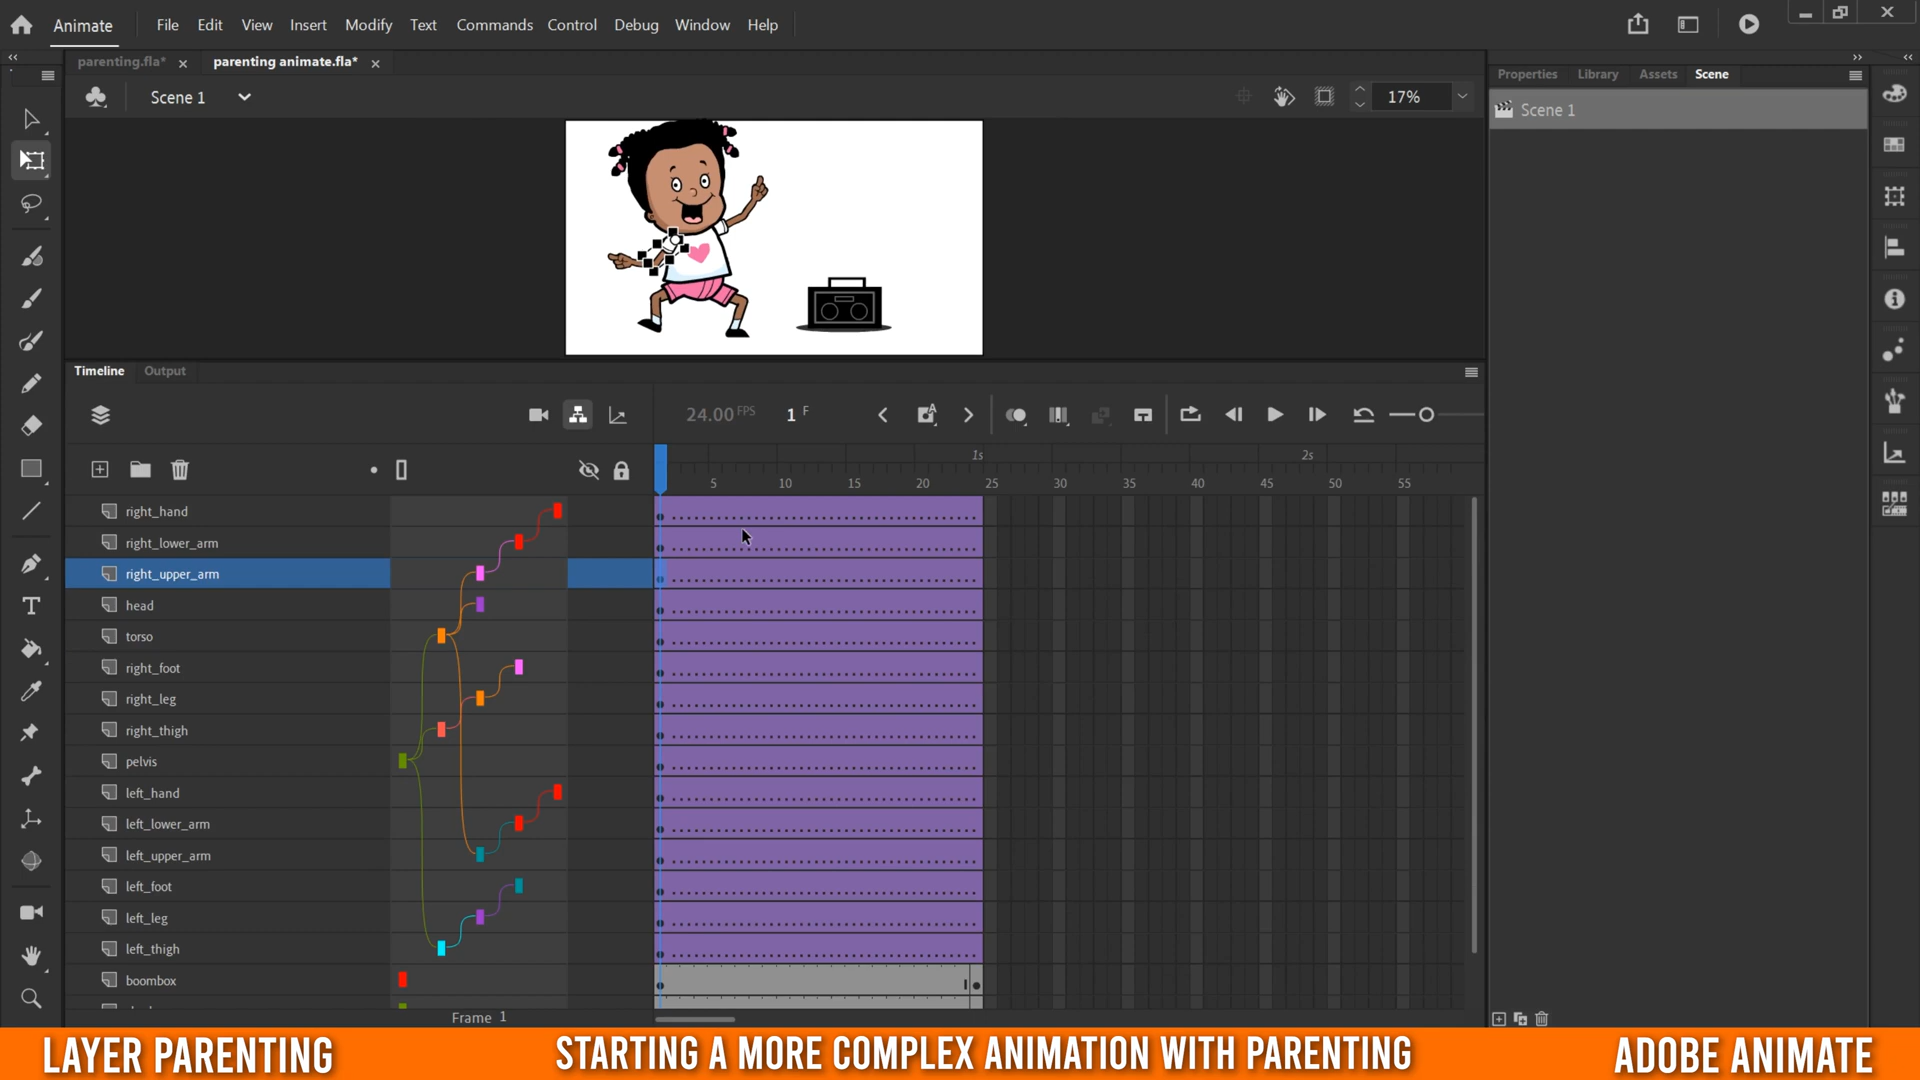 Animate File Edit View Insert Modify Text Commands Control Debug Window Help
parenting.fla* parenting animate.fla*
Properties Library Assets Scene
Scene 1 17%
Scene 1
Timeline Output
24.00 FPS 1 F
1s 2s
5 10 15 20 25 30 35 40 45 50 55
right_hand
right_lower_arm
right_upper_arm
head
torso
right_foot
right_leg
right_thigh
pelvis
left_hand
left_lower_arm
left_upper_arm
left_foot
left_leg
left_thigh
boombox
Frame 1
LAYER PARENTING STARTING A MORE COMPLEX ANIMATION WITH PARENTING ADOBE ANIMATE